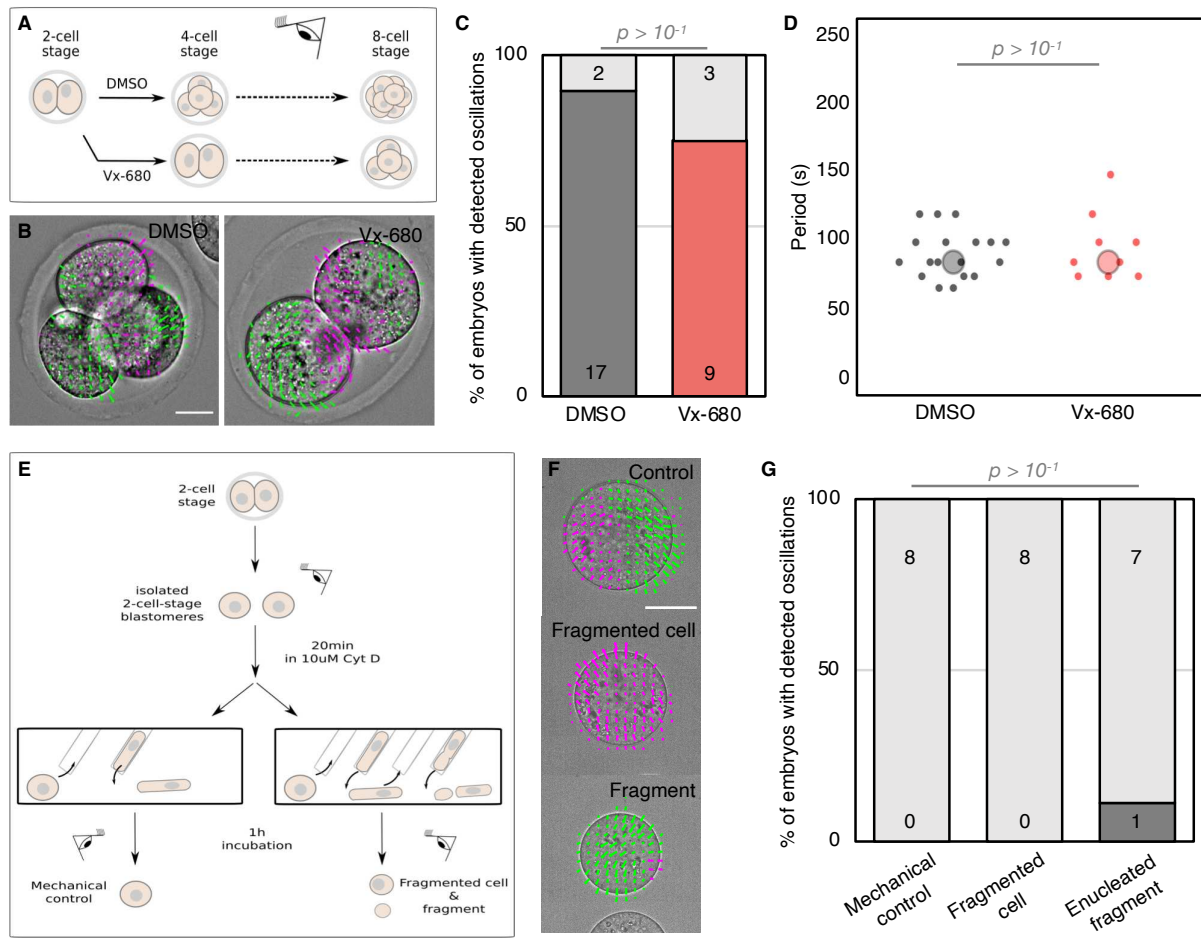 A
2-cell
stage
4-cell
stage
8-cell
stage
DMSO
Vx-680
B
DMSO
Vx-680
C
p > 10⁻¹
% of embryos with detected oscillations
100
50
0
2
3
17
9
DMSO
Vx-680
D
p > 10⁻¹
Period (s)
250
200
150
100
50
0
DMSO
Vx-680
E
2-cell
stage
isolated
2-cell-stage
blastomeres
20min
in 10uM Cyt D
1h
incubation
Mechanical
control
Fragmented cell
&
fragment
F
Control
Fragmented cell
Fragment
G
p > 10⁻¹
% of embryos with detected oscillations
100
50
0
8
8
7
0
0
1
Mechanical
control
Fragmented
cell
Enucleated
fragment